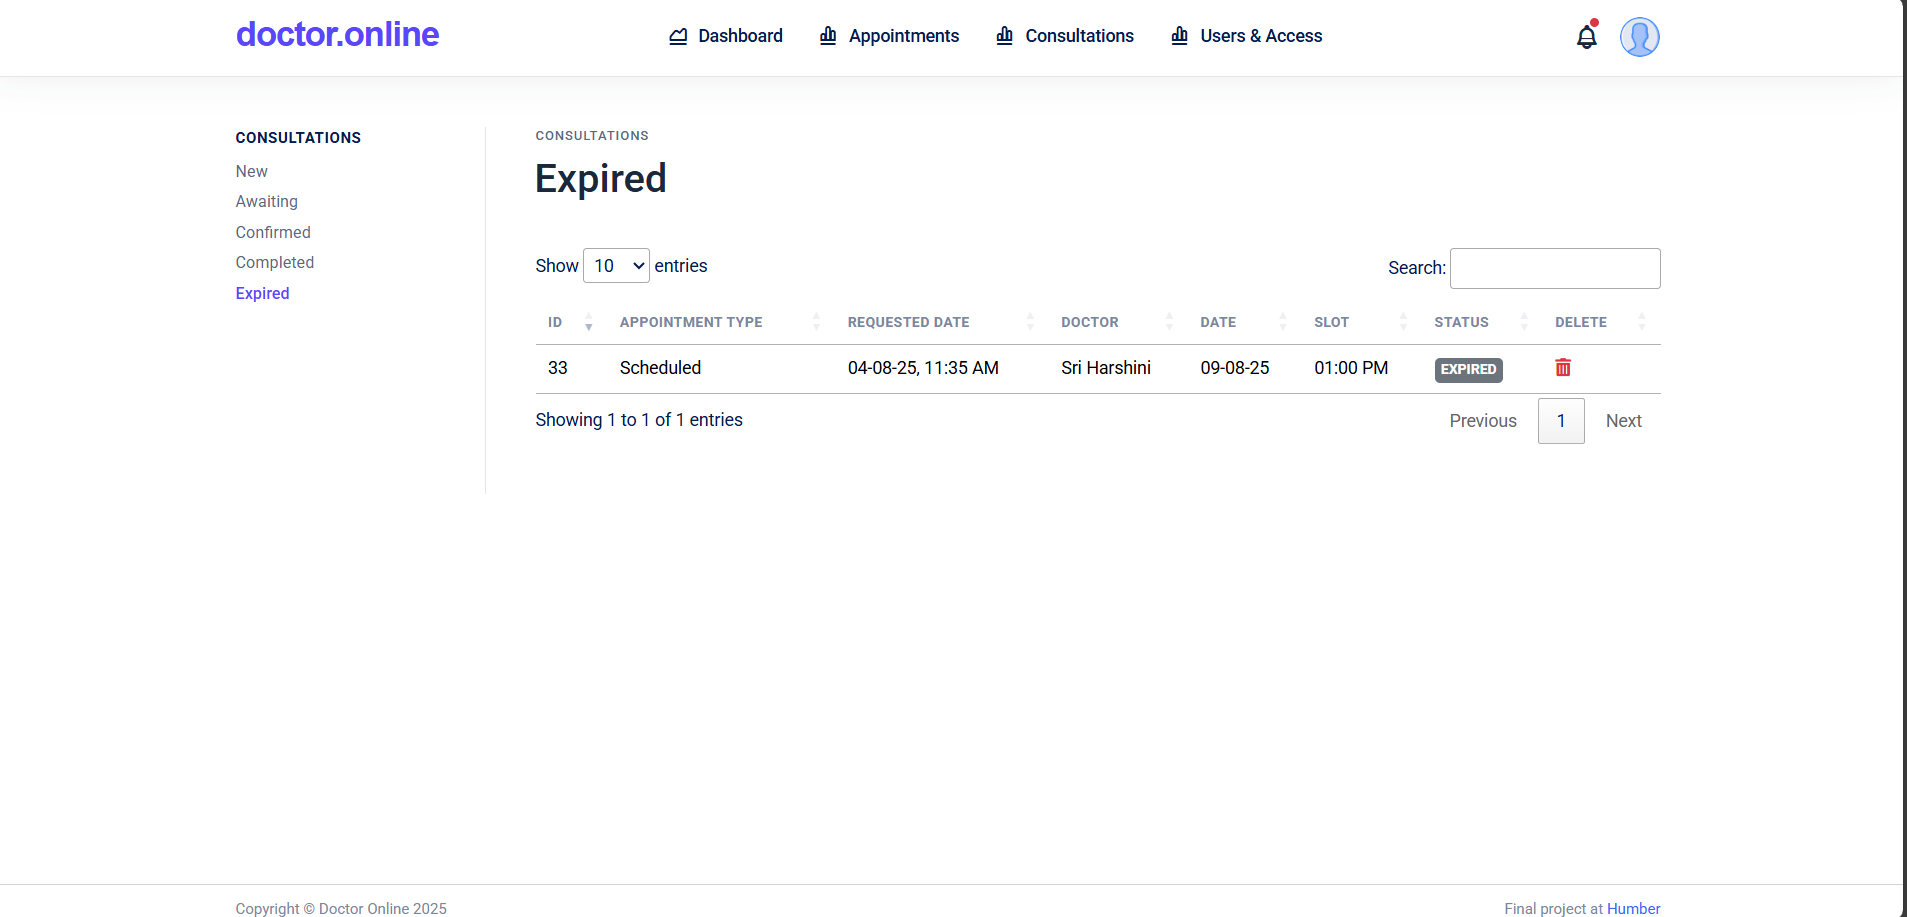 doctor.online
Dashboard Appointments Consultations Users & Access
CONSULTATIONS
New
Awaiting
Confirmed
Completed
Expired
CONSULTATIONS
Expired
Show 10 entries Search:
ID APPOINTMENT TYPE REQUESTED DATE DOCTOR DATE SLOT STATUS DELETE
33 Scheduled 04-08-25, 11:35 AM Sri Harshini 09-08-25 01:00 PM EXPIRED
Showing 1 to 1 of 1 entries Previous 1 Next
Copyright © Doctor Online 2025 Final project at Humber